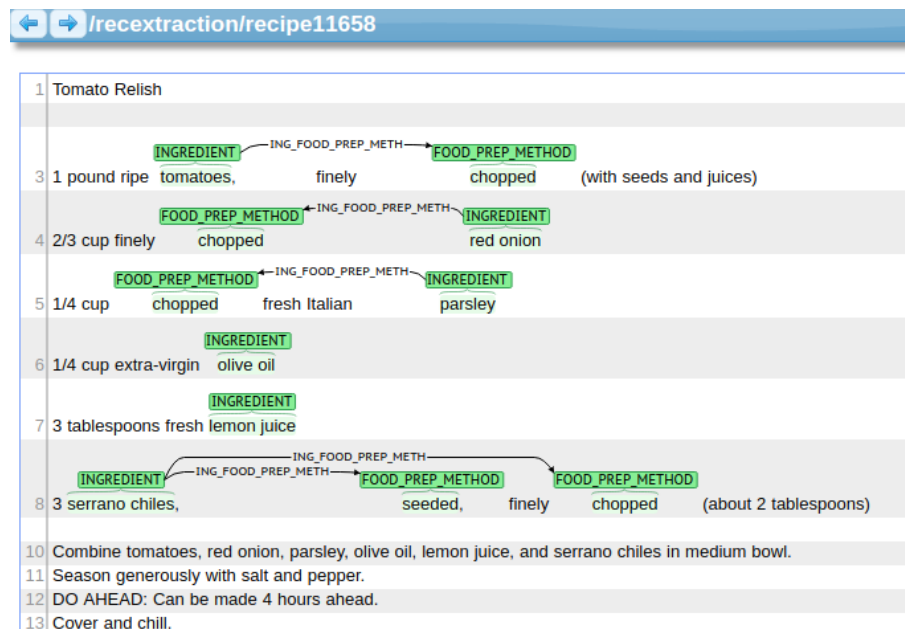 /recextraction/recipe11658
1 Tomato Relish
INGREDIENT ING_FOOD_PREP_METH FOOD_PREP_METHOD
3 1 pound ripe tomatoes, finely chopped (with seeds and juices)
FOOD_PREP_METHOD ING_FOOD_PREP_METH INGREDIENT
4 2/3 cup finely chopped red onion
FOOD_PREP_METHOD ING_FOOD_PREP_METH INGREDIENT
5 1/4 cup chopped fresh Italian parsley
INGREDIENT
6 1/4 cup extra-virgin olive oil
INGREDIENT
7 3 tablespoons fresh lemon juice
ING_FOOD_PREP_METH
INGREDIENT ING_FOOD_PREP_METH FOOD_PREP_METHOD FOOD_PREP_METHOD
8 3 serrano chiles, seeded, finely chopped (about 2 tablespoons)
10 Combine tomatoes, red onion, parsley, olive oil, lemon juice, and serrano chiles in medium bowl.
11 Season generously with salt and pepper.
12 DO AHEAD: Can be made 4 hours ahead.
13 Cover and chill.